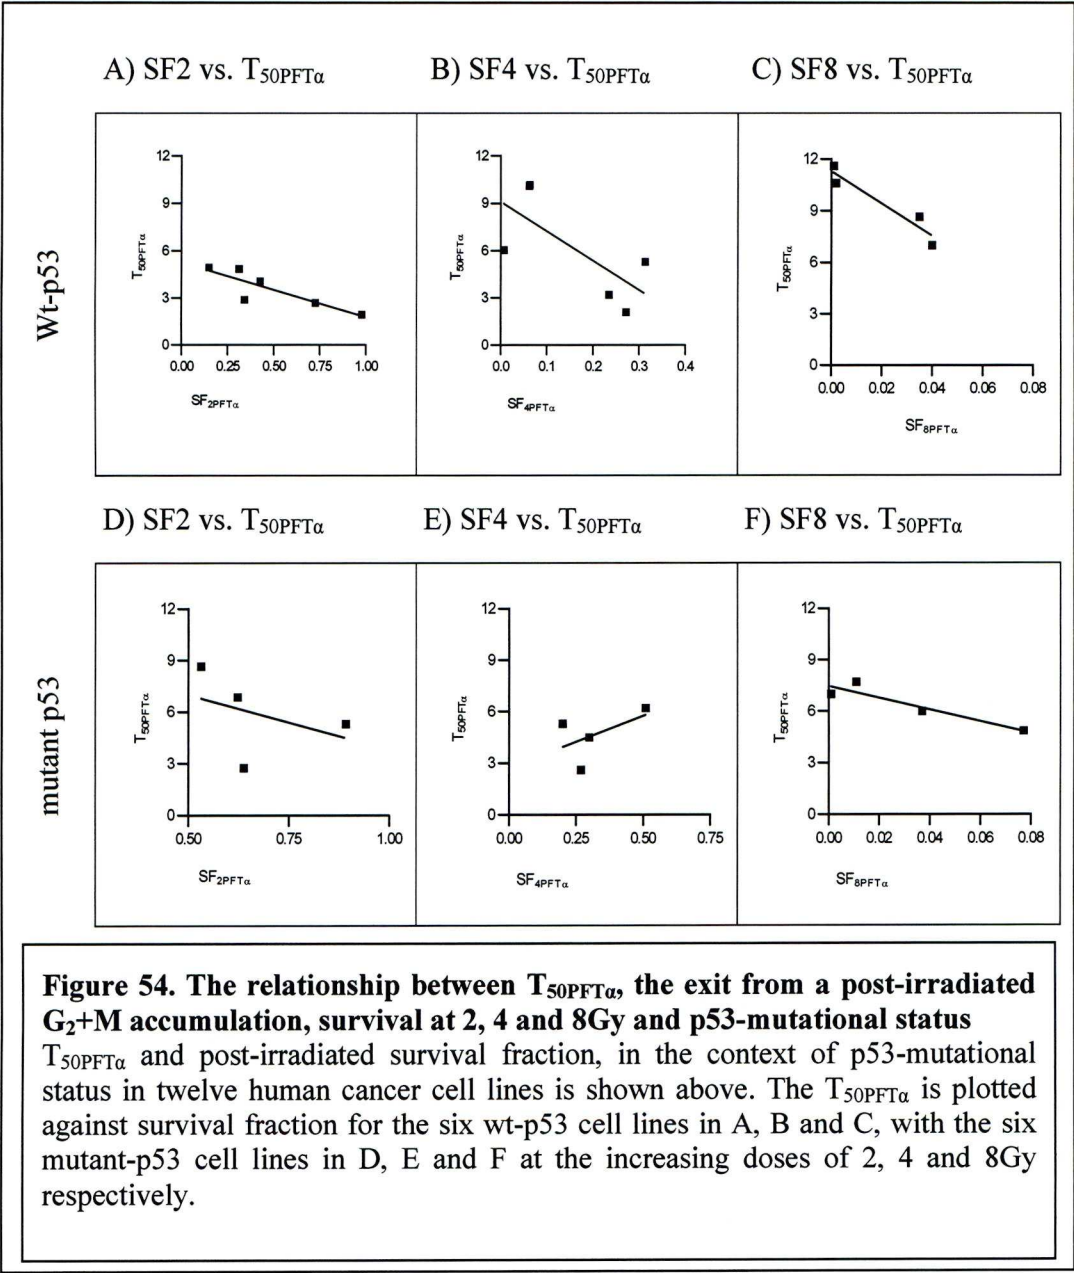 A) SF2 vs. T50PFTα
B) SF4 vs. T50PFTα
C) SF8 vs. T50PFTα
Wt-p53
12
9
6
3
0
T50PFTα
0.00 0.25 0.50 0.75 1.00
SF2PFTα
12
9
6
3
0
T50PFTα
0.0 0.1 0.2 0.3 0.4
SF4PFTα
12
9
6
3
0
T50PFTα
0.00 0.02 0.04 0.06 0.08
SF8PFTα
D) SF2 vs. T50PFTα
E) SF4 vs. T50PFTα
F) SF8 vs. T50PFTα
mutant p53
12
9
6
3
0
T50PFTα
0.50 0.75 1.00
SF2PFTα
12
9
6
3
0
T50PFTα
0.00 0.25 0.50 0.75
SF4PFTα
12
9
6
3
0
T50PFTα
0.00 0.02 0.04 0.06 0.08
SF8PFTα
Figure 54. The relationship between T50PFTα, the exit from a post-irradiated
G2+M accumulation, survival at 2, 4 and 8Gy and p53-mutational status
T50PFTα and post-irradiated survival fraction, in the context of p53-mutational
status in twelve human cancer cell lines is shown above. The T50PFTα is plotted
against survival fraction for the six wt-p53 cell lines in A, B and C, with the six
mutant-p53 cell lines in D, E and F at the increasing doses of 2, 4 and 8Gy
respectively.